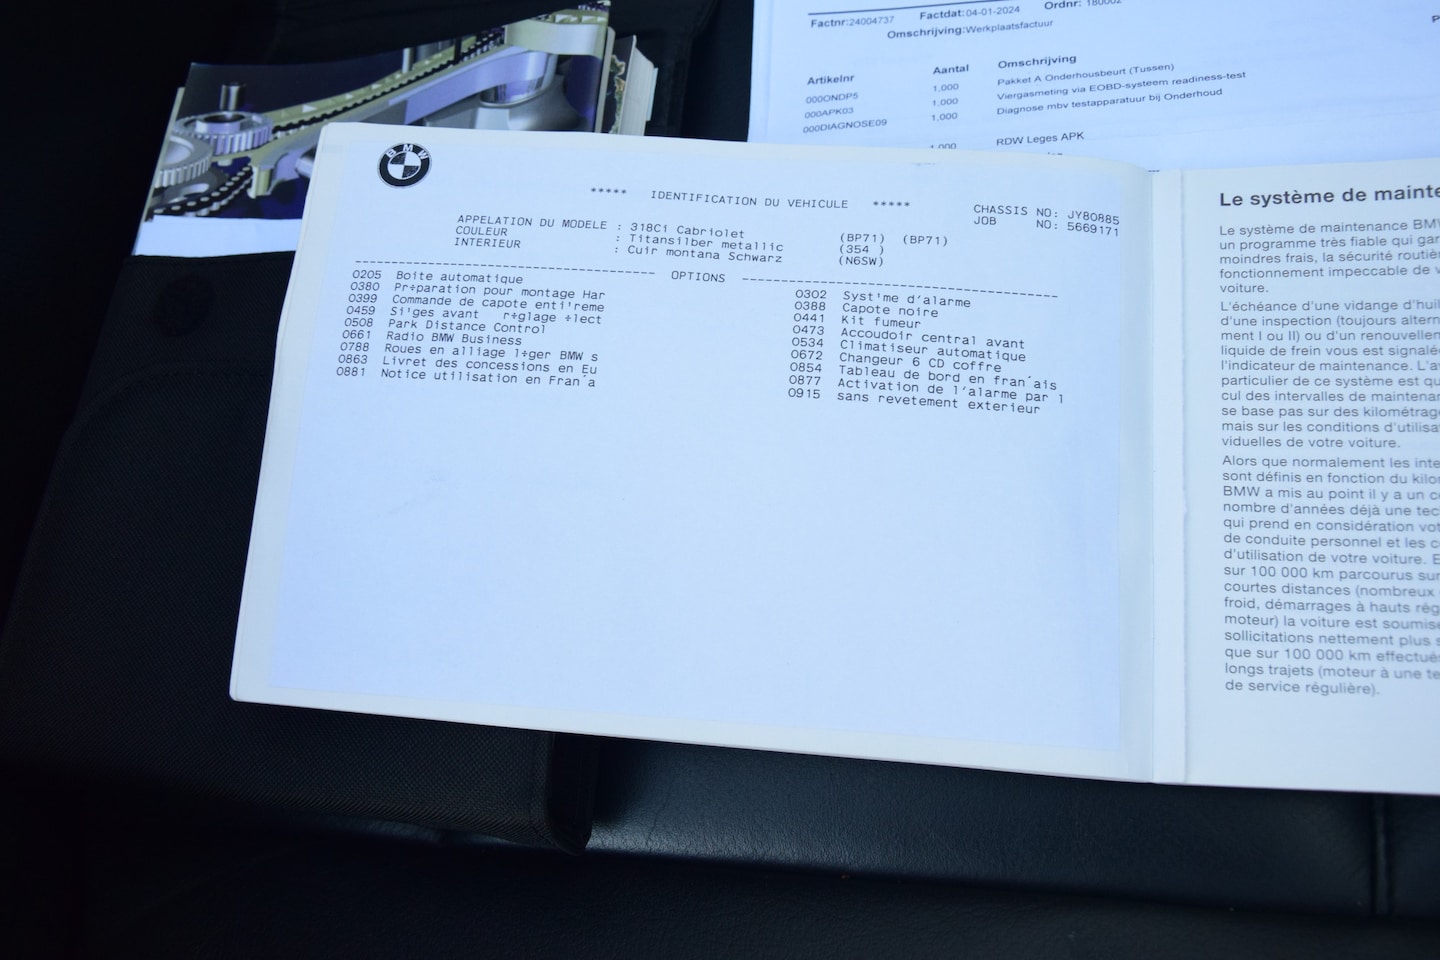 Factnr:24004737 Factdat:04-01-2024 Ordnr: 180002
Omschrijving:Werkplaatsfactuur
Artikelnr Aantal Omschrijving
000ONDP5 1,000 Pakket A Onderhousbeurt (Tussen)
000APK03 1,000 Viergasmeting via EOBD-systeem readiness-test
000DIAGNOSE09 1,000 Diagnose mbv testapparatuur bij Onderhoud
1,000 RDW Leges APK
BMW
***** IDENTIFICATION DU VEHICULE *****
CHASSIS NO: JY80885
JOB NO: 5669171
APPELATION DU MODELE : 318Ci Cabriolet (BP71) (BP71)
COULEUR : Titansilber metallic (354 )
INTERIEUR : Cuir montana Schwarz (N6SW)
OPTIONS
0205 Boite automatique
0380 Pr÷paration pour montage Har
0399 Commande de capote enti'reme
0459 Si'ges avant r÷glage ÷lect
0508 Park Distance Control
0661 Radio BMW Business
0788 Roues en alliage l÷ger BMW s
0863 Livret des concessions en Eu
0881 Notice utilisation en Fran´a
0302 Syst'me d'alarme
0388 Capote noire
0441 Kit fumeur
0473 Accoudoir central avant
0534 Climatiseur automatique
0672 Changeur 6 CD coffre
0854 Tableau de bord en fran´ais
0877 Activation de l'alarme par l
0915 sans revetement exterieur
Le système de mainte
Le système de maintenance BMW
un programme très fiable qui gar
moindres frais, la sécurité routiè
fonctionnement impeccable de v
voiture.
L'échéance d'une vidange d'huil
d'une inspection (toujours altern
ment I ou II) ou d'un renouvellem
liquide de frein vous est signalé
l'indicateur de maintenance. L'av
particulier de ce système est qu
cul des intervalles de maintenan
se base pas sur des kilométrage
mais sur les conditions d'utilisa
viduelles de votre voiture.
Alors que normalement les inte
sont définis en fonction du kilo
BMW a mis au point il y a un c
nombre d'années déjà une tec
qui prend en considération vot
de conduite personnel et les c
d'utilisation de votre voiture. E
sur 100 000 km parcourus sur
courtes distances (nombreux
froid, démarrages à hauts rég
moteur) la voiture est soumise
sollicitations nettement plus s
que sur 100 000 km effectués
longs trajets (moteur à une te
de service régulière).